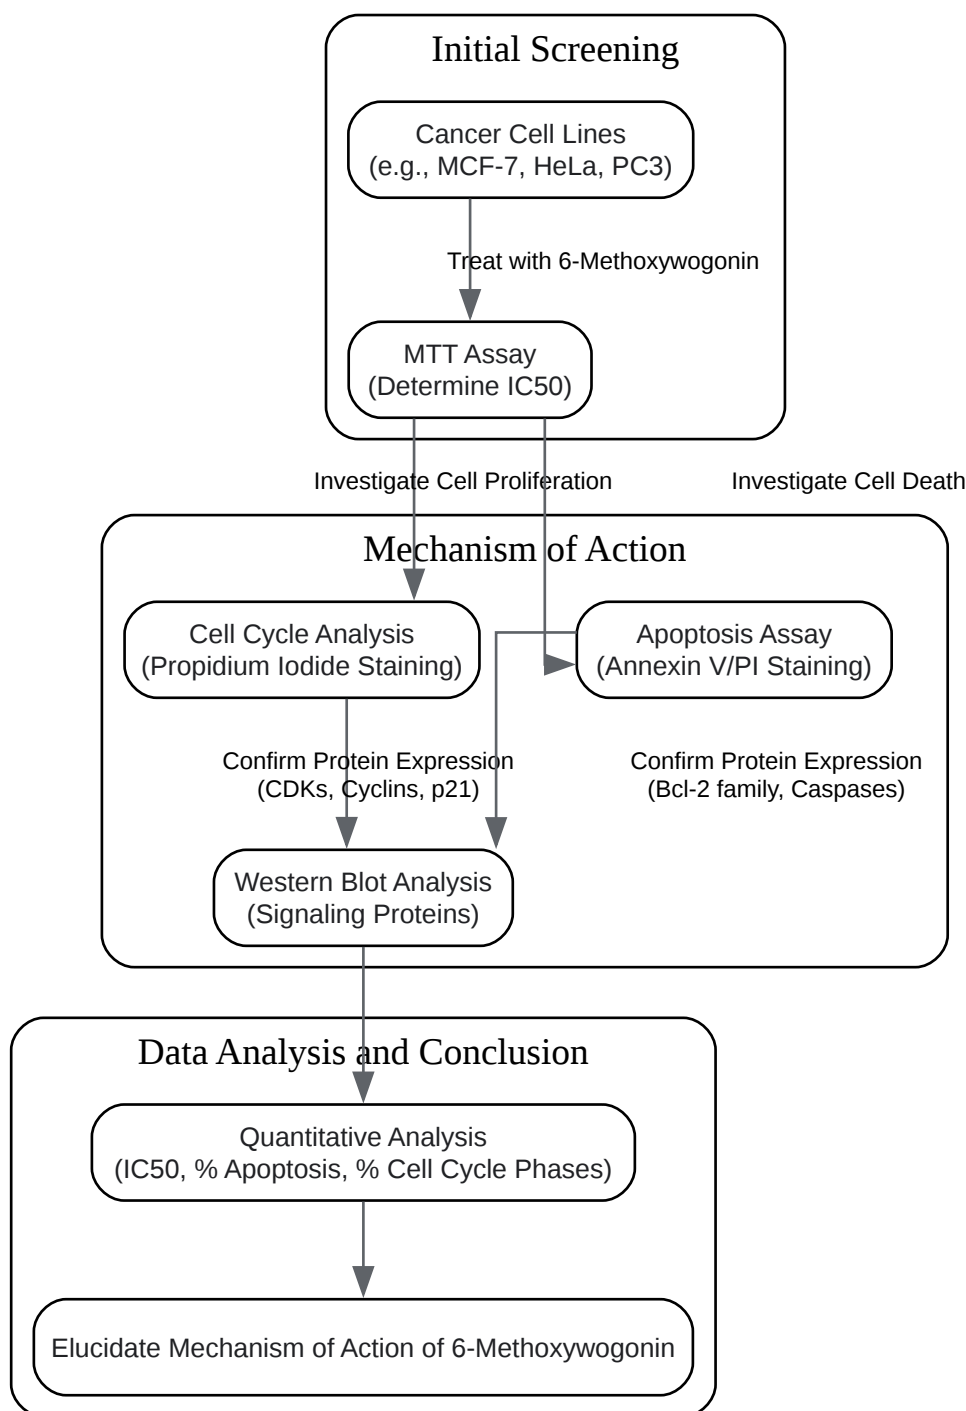 Initial Screening
Cancer Cell Lines
(e.g., MCF-7, HeLa, PC3)
Treat with 6-Methoxywogonin
MTT Assay
(Determine IC50)
Investigate Cell Proliferation
Investigate Cell Death
Mechanism of Action
Cell Cycle Analysis
(Propidium Iodide Staining)
Apoptosis Assay
(Annexin V/PI Staining)
Confirm Protein Expression
(CDKs, Cyclins, p21)
Confirm Protein Expression
(Bcl-2 family, Caspases)
Western Blot Analysis
(Signaling Proteins)
Data Analysis and Conclusion
Quantitative Analysis
(IC50, % Apoptosis, % Cell Cycle Phases)
Elucidate Mechanism of Action of 6-Methoxywogonin